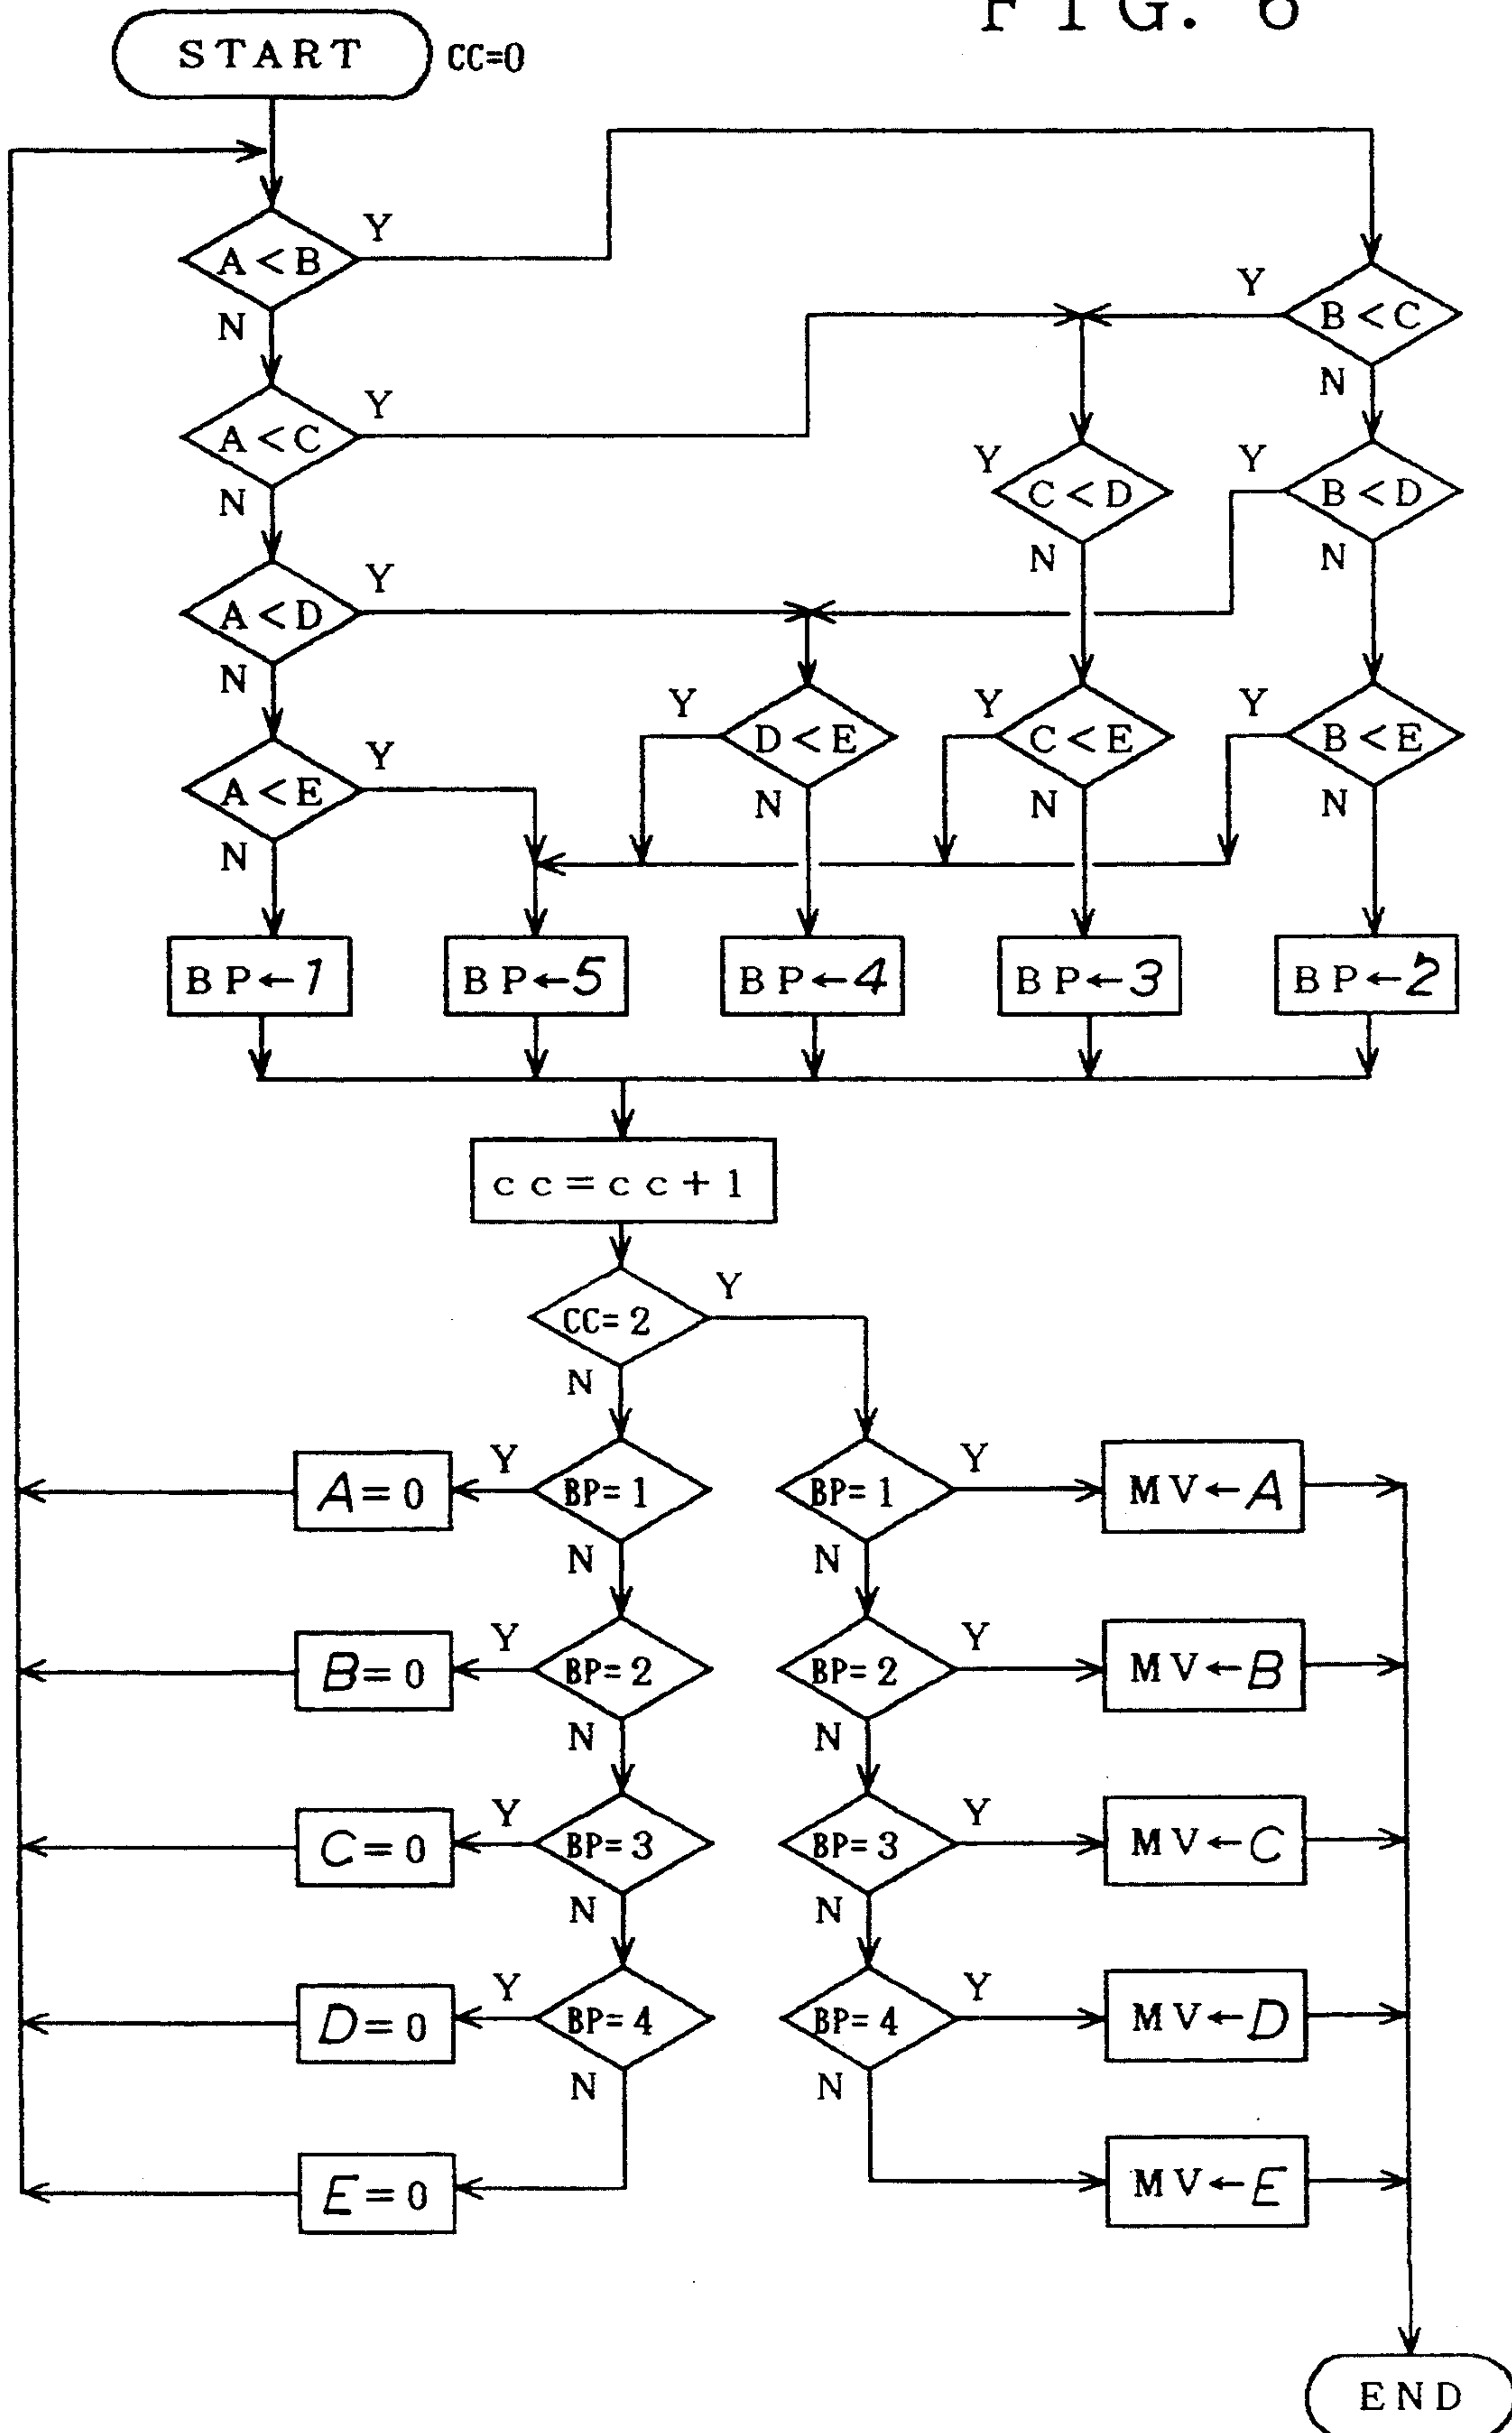 FIG. 6
START CC=0
Y
A<B
Y
B<C
N
Y
A<C
N
N
Y
C<D
Y
B<D
N
N
Y
A<D
N
Y
D<E
Y
C<E
Y
B<E
Y
A<E
N
N
N
N
BP←1
BP←5
BP←4
BP←3
BP←2
cc=cc+1
Y
CC=2
N
A=0
Y
BP=1
BP=1
Y
MV←A
N
N
B=0
Y
BP=2
BP=2
Y
MV←B
N
N
C=0
Y
BP=3
BP=3
Y
MV←C
N
N
D=0
Y
BP=4
BP=4
Y
MV←D
N
N
E=0
MV←E
END